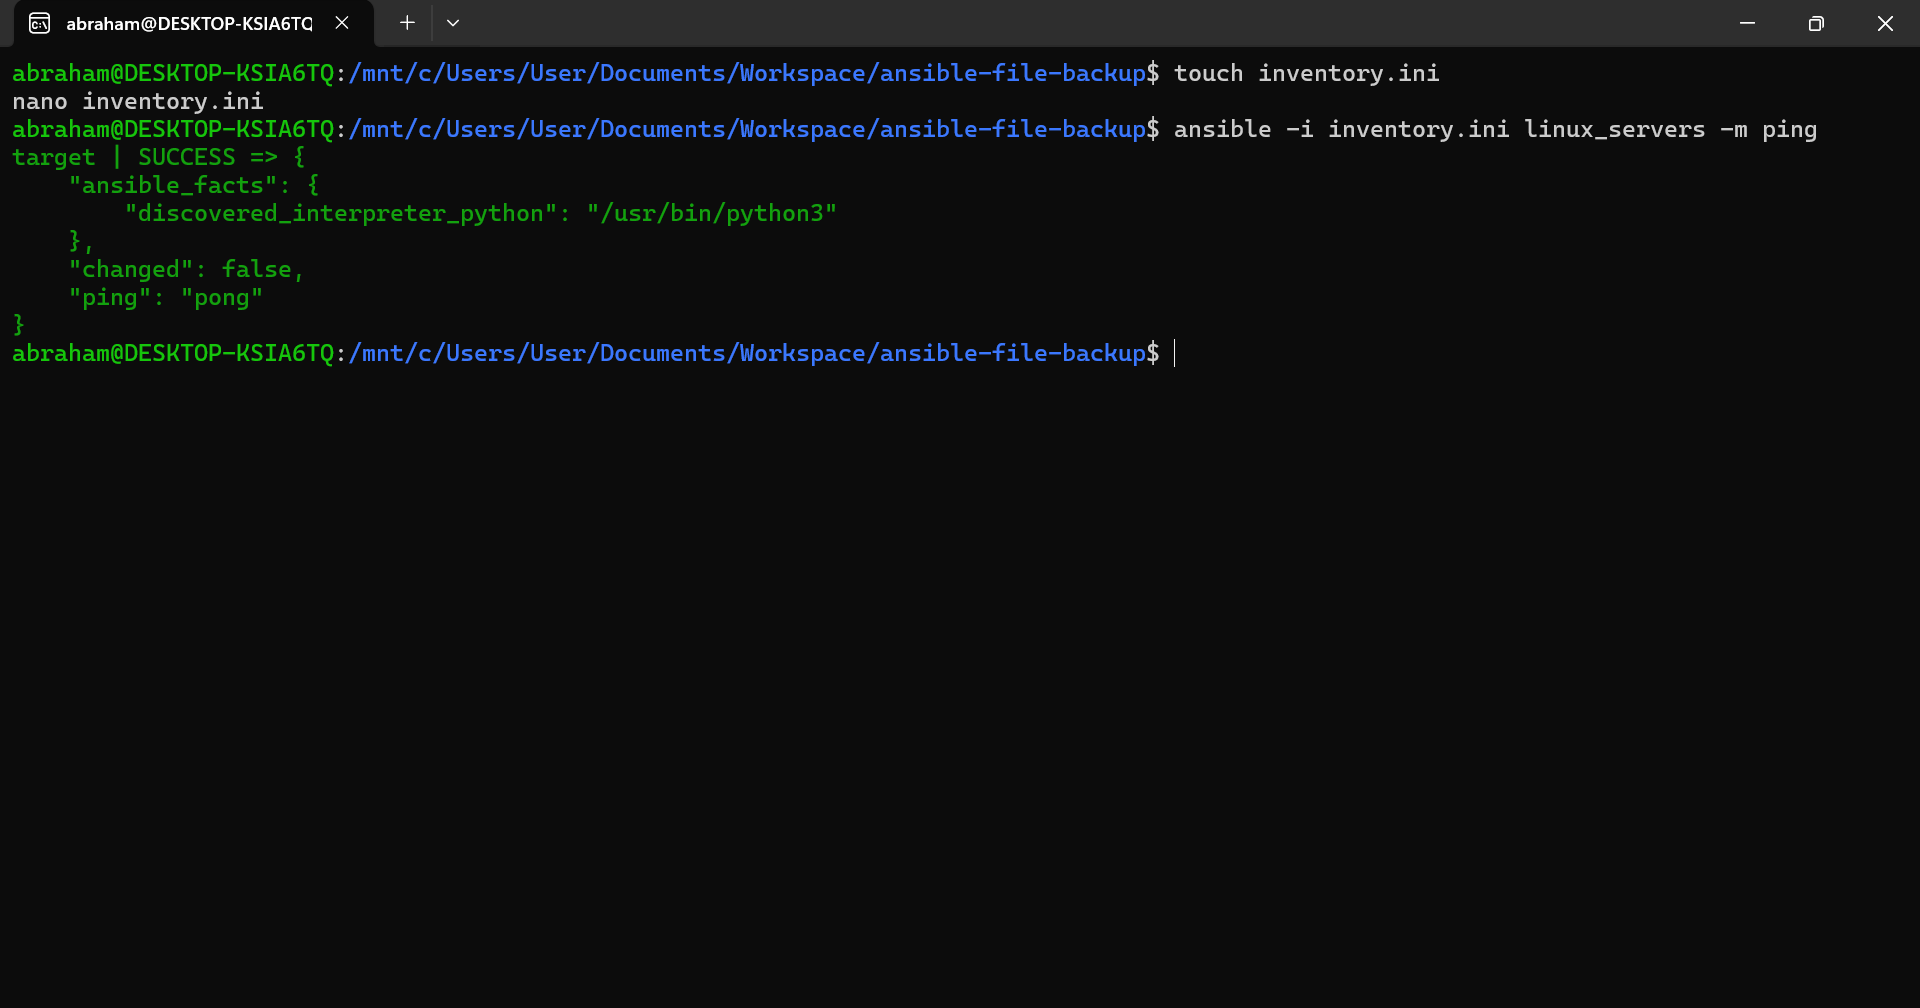 abraham@DESKTOP-KSIA6TQ
abraham@DESKTOP-KSIA6TQ:/mnt/c/Users/User/Documents/Workspace/ansible-file-backup$ touch inventory.ini
nano inventory.ini
abraham@DESKTOP-KSIA6TQ:/mnt/c/Users/User/Documents/Workspace/ansible-file-backup$ ansible -i inventory.ini linux_servers -m ping
target | SUCCESS => {
    "ansible_facts": {
        "discovered_interpreter_python": "/usr/bin/python3"
    },
    "changed": false,
    "ping": "pong"
}
abraham@DESKTOP-KSIA6TQ:/mnt/c/Users/User/Documents/Workspace/ansible-file-backup$